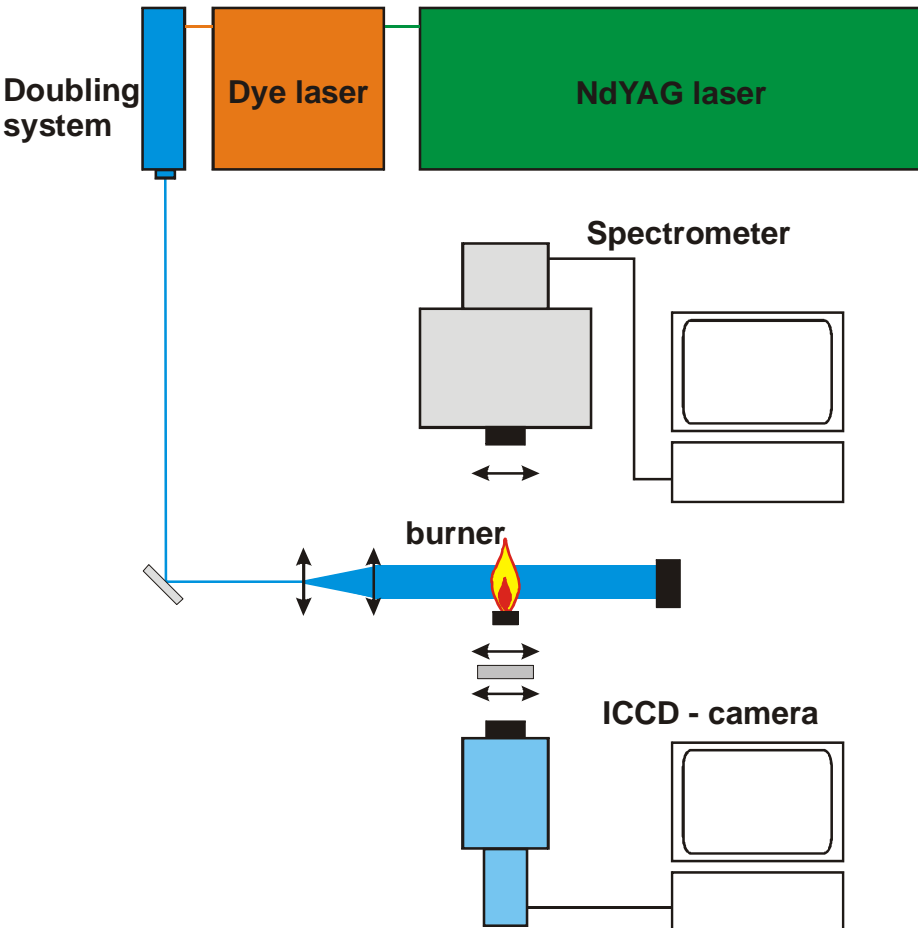 Doubling
system
Dye laser
NdYAG laser
Spectrometer
burner
ICCD - camera